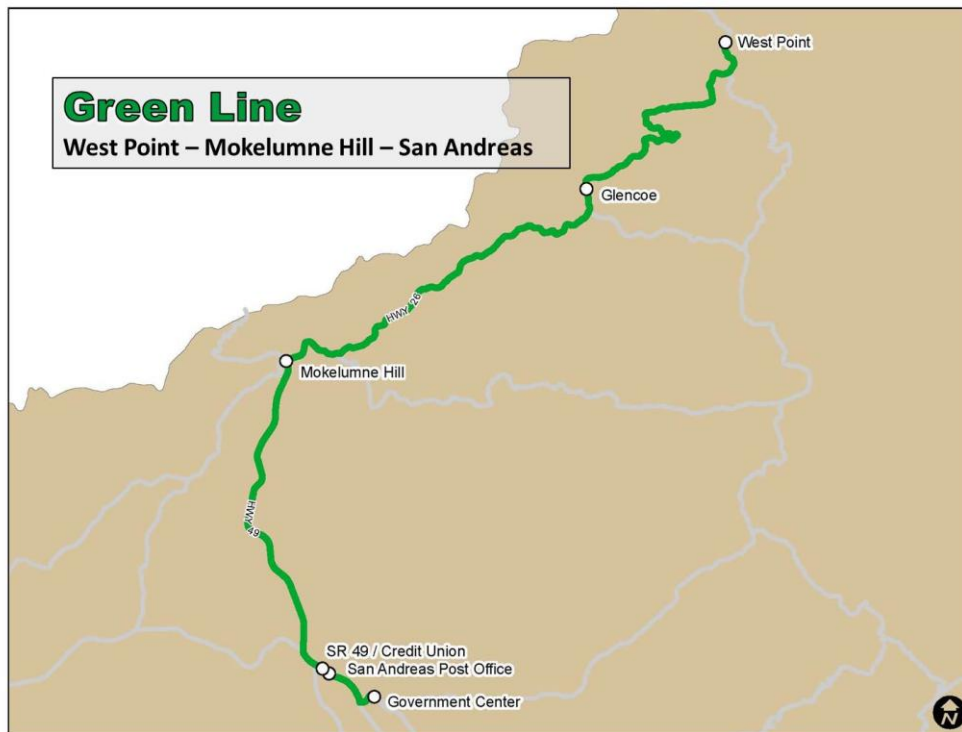 Green Line
West Point – Mokelumne Hill – San Andreas
West Point
Glencoe
HWY 26
Mokelumne Hill
HWY 49
SR 49 / Credit Union
San Andreas Post Office
Government Center
N